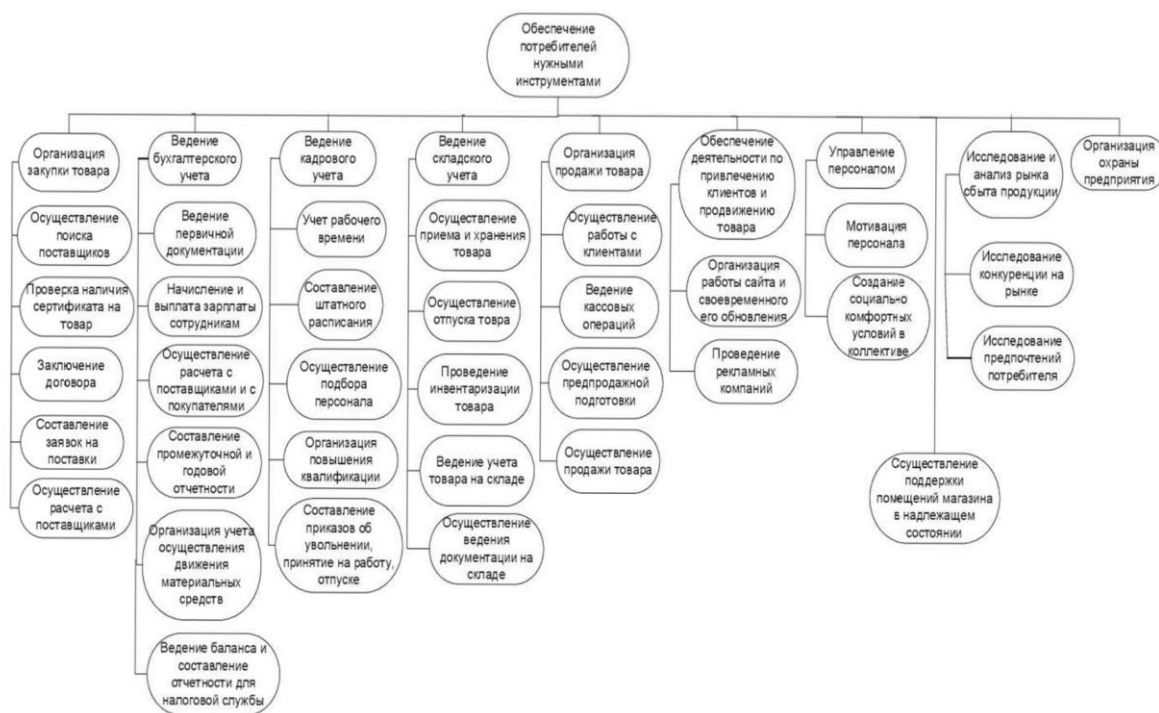 Обеспечение
потребителей
нужными
инструментами
Организация
закупки товара
Осуществление
поиска
поставщиков
Проверка наличия
сертификата на
товар
Заключение
договора
Составление
заявок на
поставки
Осуществление
расчета с
поставщиками
Ведение
бухгалтерского
учета
Ведение
первичной
документации
Начисление и
выплата зарплаты
сотрудникам
Осуществление
расчета с
поставщиками и с
покупателями
Составление
промежуточной и
годовой
отчетности
Организация учета
осуществления
движения
материальных
средств
Ведение баланса и
составление
отчетности для
налоговой службы
Ведение
кадрового
учета
Учет рабочего
времени
Составление
штатного
расписания
Осуществление
подбора
персонала
Организация
повышения
квалификации
Составление
приказов об
увольнении,
принятие на работу,
отпуске
Ведение
складского
учета
Осуществление
приема и хранения
товара
Осуществление
отпуска товра
Проведение
инвентаризации
товара
Ведение учета
товара на складе
Осуществление
ведения
документации на
складе
Организация
продажи товара
Осуществление
работы с
клиентами
Ведение
кассовых
операций
Осуществление
предпродажной
подготовки
Осуществление
продажи товара
Обеспечение
деятельности по
привлечению
клиентов и
продвижению
товара
Организация
работы сайта и
своевременного
его обновления
Проведение
рекламных
компаний
Управление
персоналом
Мотивация
персонала
Создание
социально
комфортных
условий в
коллективе
Ссуществление
поддержки
помещений магазина
в надлежащем
состоянии
Исследование и
анализ рынка
сбыта продукции
Исследование
конкуренции на
рынке
Исследование
предпочтений
потребителя
Организация
охраны
предприятия